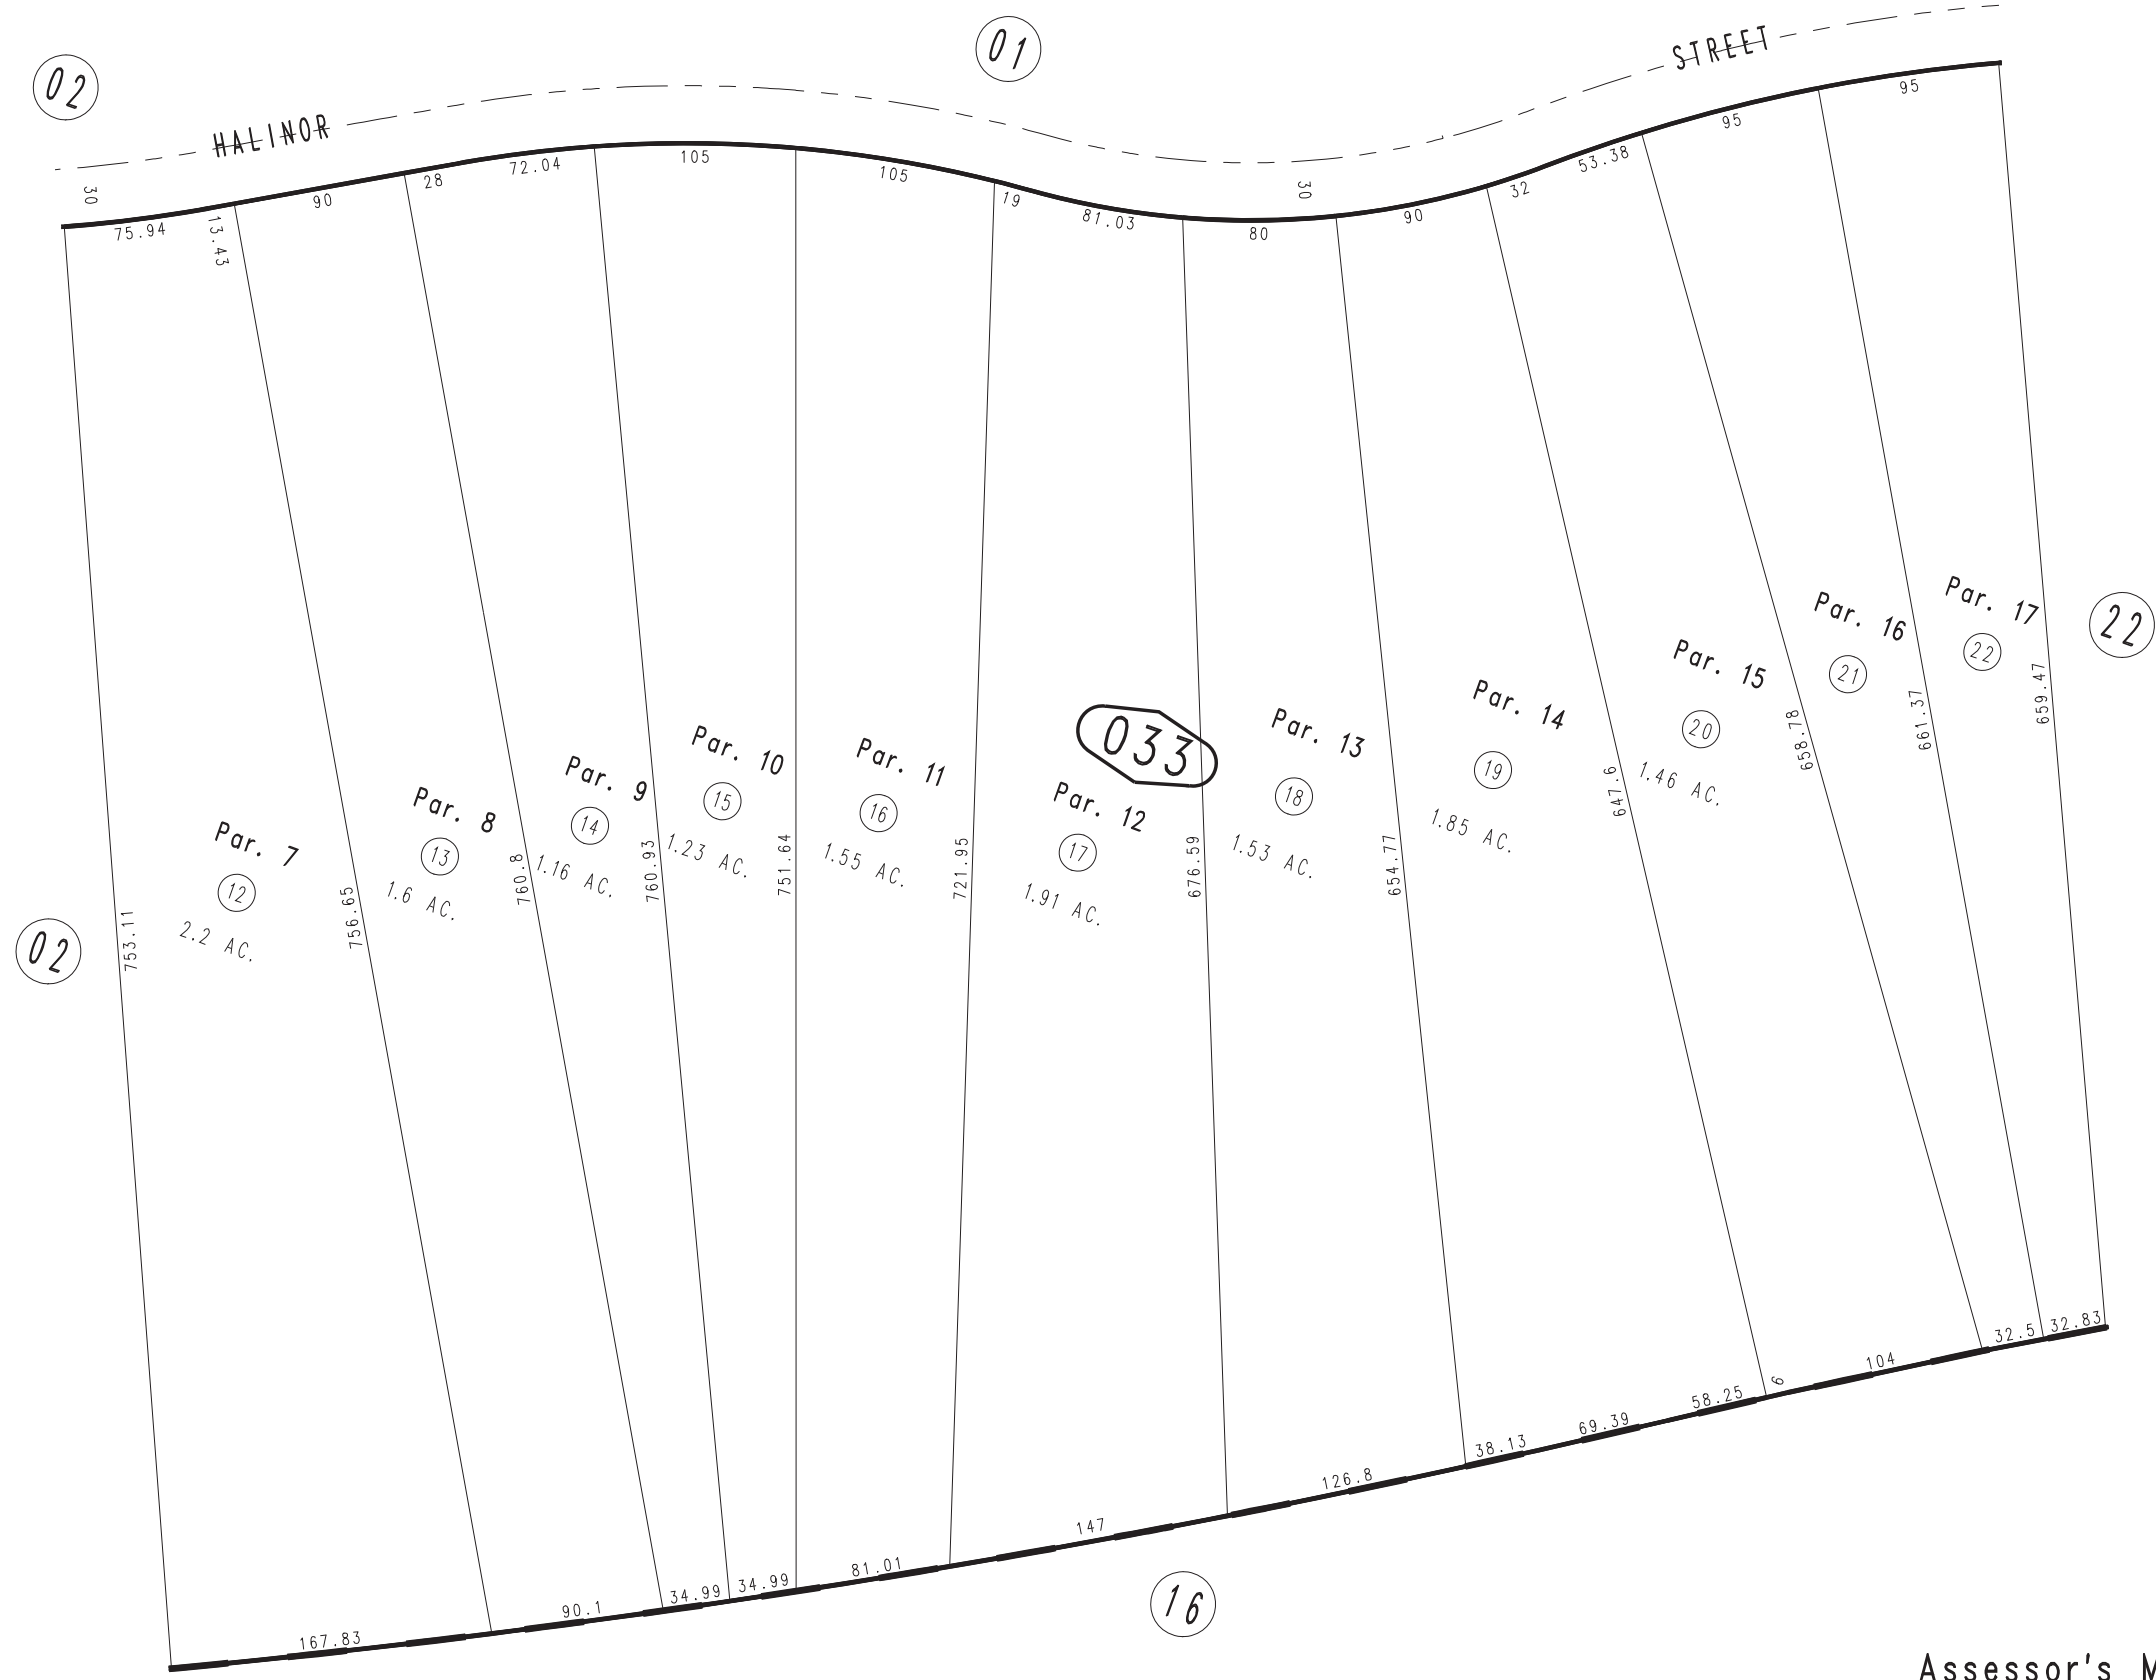 02
01
HALINOR
STREET
30
75.94
13.43
90
28
72.04
105
105
19
81.03
30
80
90
32
53.38
95
95
Par. 7
12
2.2 AC.
Par. 8
13
1.6 AC.
Par. 9
14
1.16 AC.
Par. 10
15
1.23 AC.
Par. 11
16
1.55 AC.
033
Par. 12
17
1.91 AC.
Par. 13
18
1.53 AC.
Par. 14
19
1.85 AC.
Par. 15
20
1.46 AC.
Par. 16
21
Par. 17
22
22
02
753.11
756.65
760.8
760.93
751.64
721.95
676.59
654.77
647.6
658.78
661.37
659.47
167.83
90.1
34.99
34.99
81.01
147
126.8
38.13
69.39
58.25
6
104
32.5
32.83
16
Assessor's M